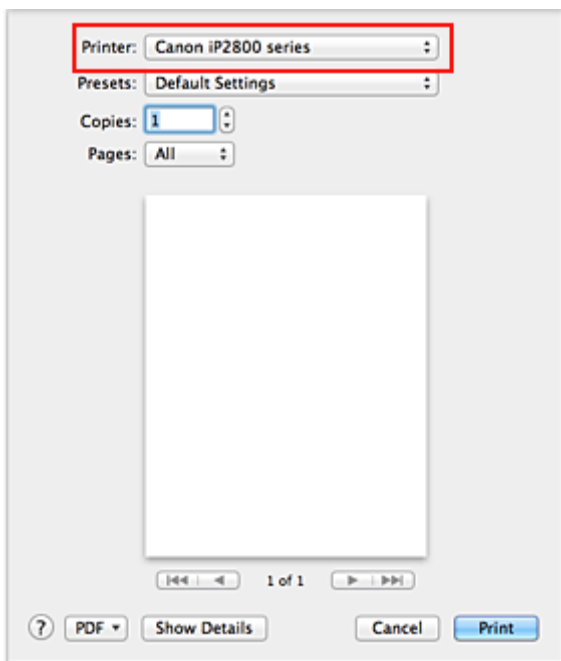 Printer: Canon iP2800 series
Presets: Default Settings
Copies: 1
Pages: All
1 of 1
? PDF Show Details Cancel Print